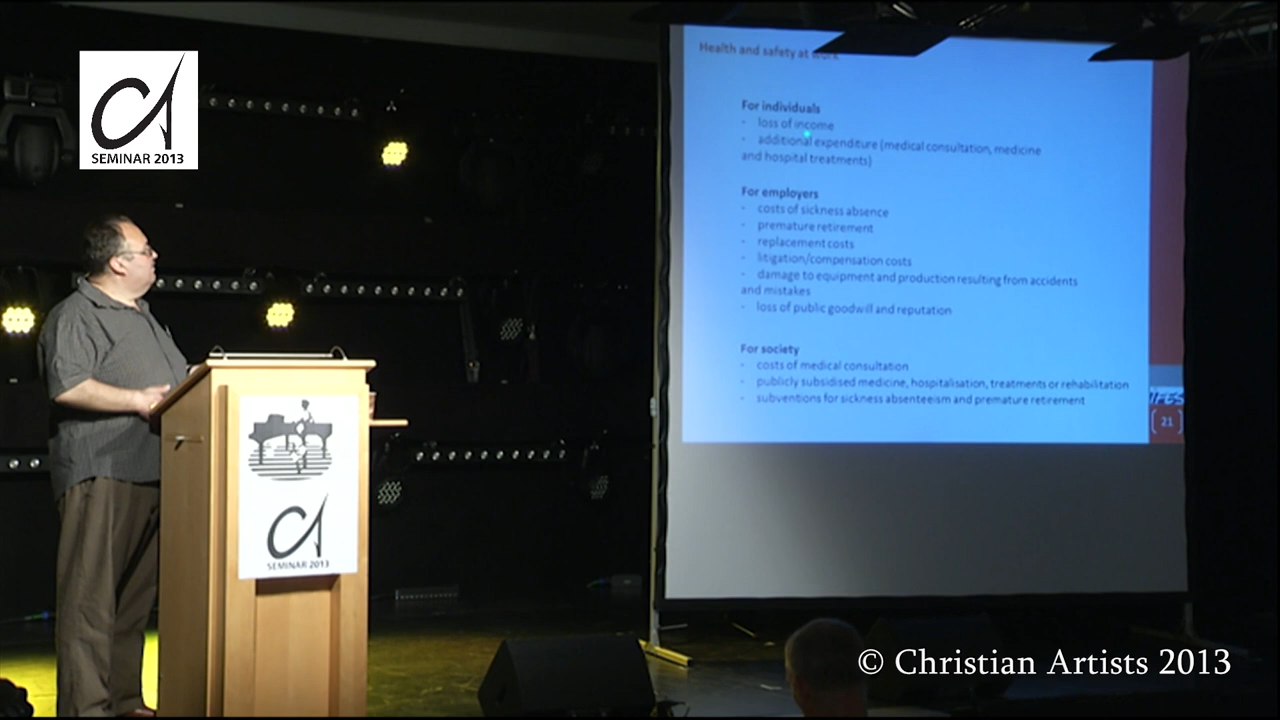 CA
SEMINAR 2013
Health and safety at work
For individuals
- loss of income
- additional expenditure (medical consultation, medicine
and hospital treatments)
For employers
- costs of sickness absence
- premature retirement
- replacement costs
- litigation/compensation costs
- damage to equipment and production resulting from accidents
and mistakes
- loss of public goodwill and reputation
For society
- costs of medical consultation
- publicly subsidised medicine, hospitalisation, treatments or rehabilitation
- subventions for sickness absenteeism and premature retirement
IFES
[21]
CA
SEMINAR 2013
© Christian Artists 2013